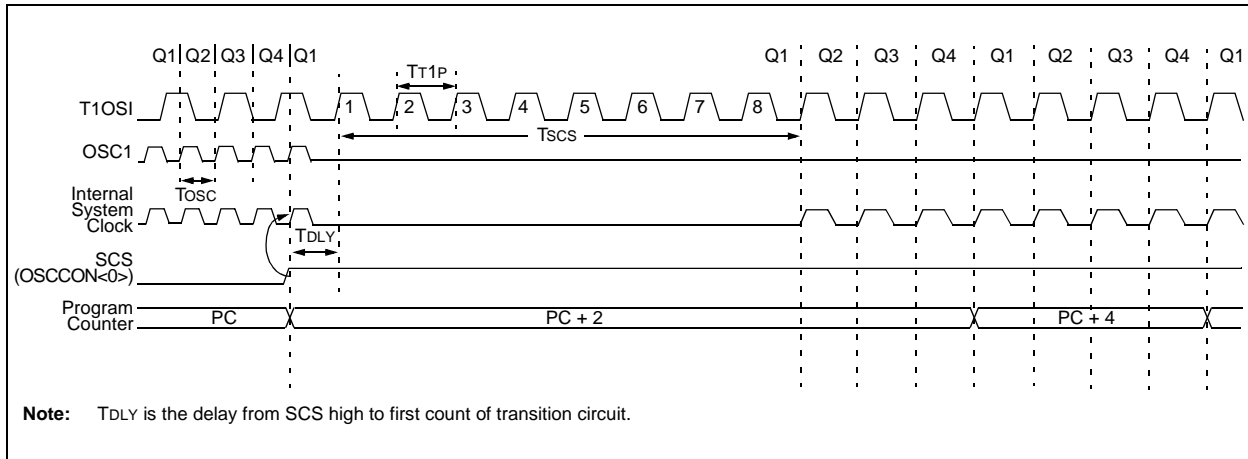 Q1 Q2 Q3 Q4 Q1 Q1 Q2 Q3 Q4 Q1 Q2 Q3 Q4 Q1
TT1P
T1OSI 1 2 3 4 5 6 7 8
TSCS
OSC1
TOSC
Internal
System
Clock
TDLY
SCS
(OSCCON<0>)
Program
Counter
PC PC + 2 PC + 4
Note: TDLY is the delay from SCS high to first count of transition circuit.